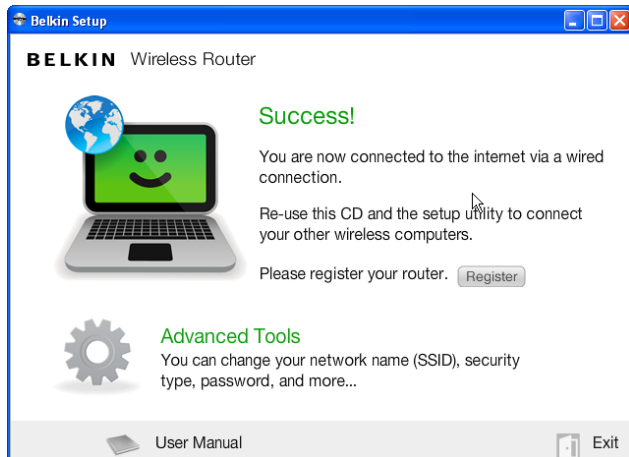 Belkin Setup
BELKIN Wireless Router
Success!
You are now connected to the internet via a wired
connection.
Re-use this CD and the setup utility to connect
your other wireless computers.
Please register your router. Register
Advanced Tools
You can change your network name (SSID), security
type, password, and more...
User Manual Exit